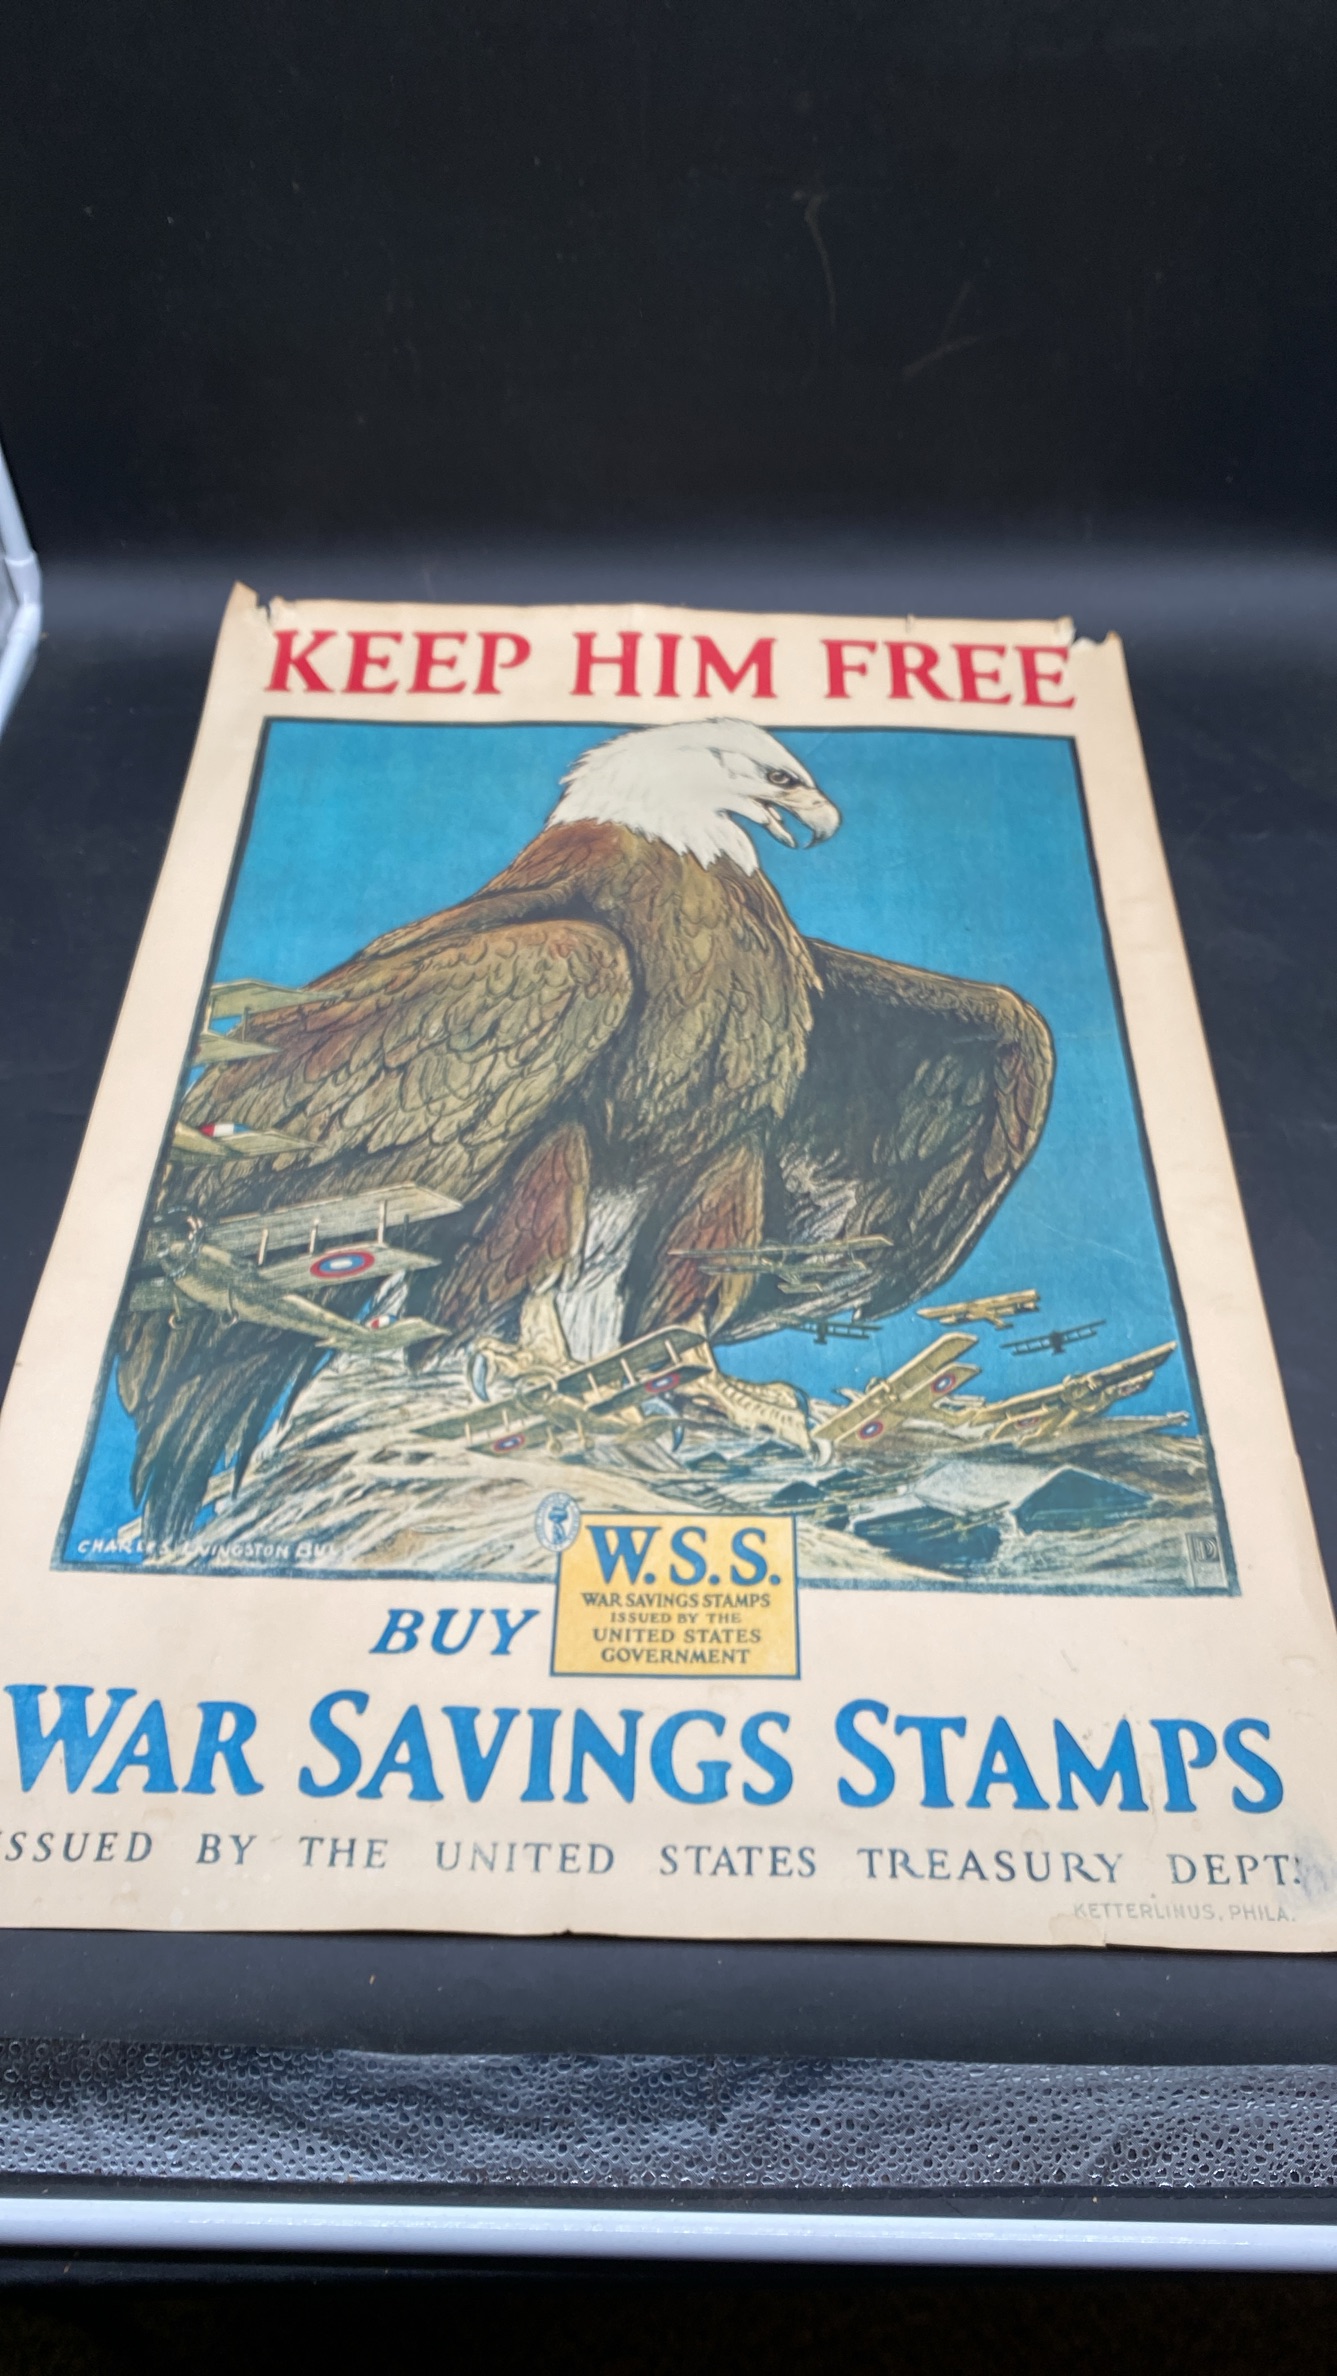 KEEP HIM FREE
CHARLES LIVINGSTON BULL
BUY
W.S.S.
WAR SAVINGS STAMPS
ISSUED BY THE
UNITED STATES
GOVERNMENT
WAR SAVINGS STAMPS
ISSUED BY THE UNITED STATES TREASURY DEPT.
KETTERLINUS, PHILA.